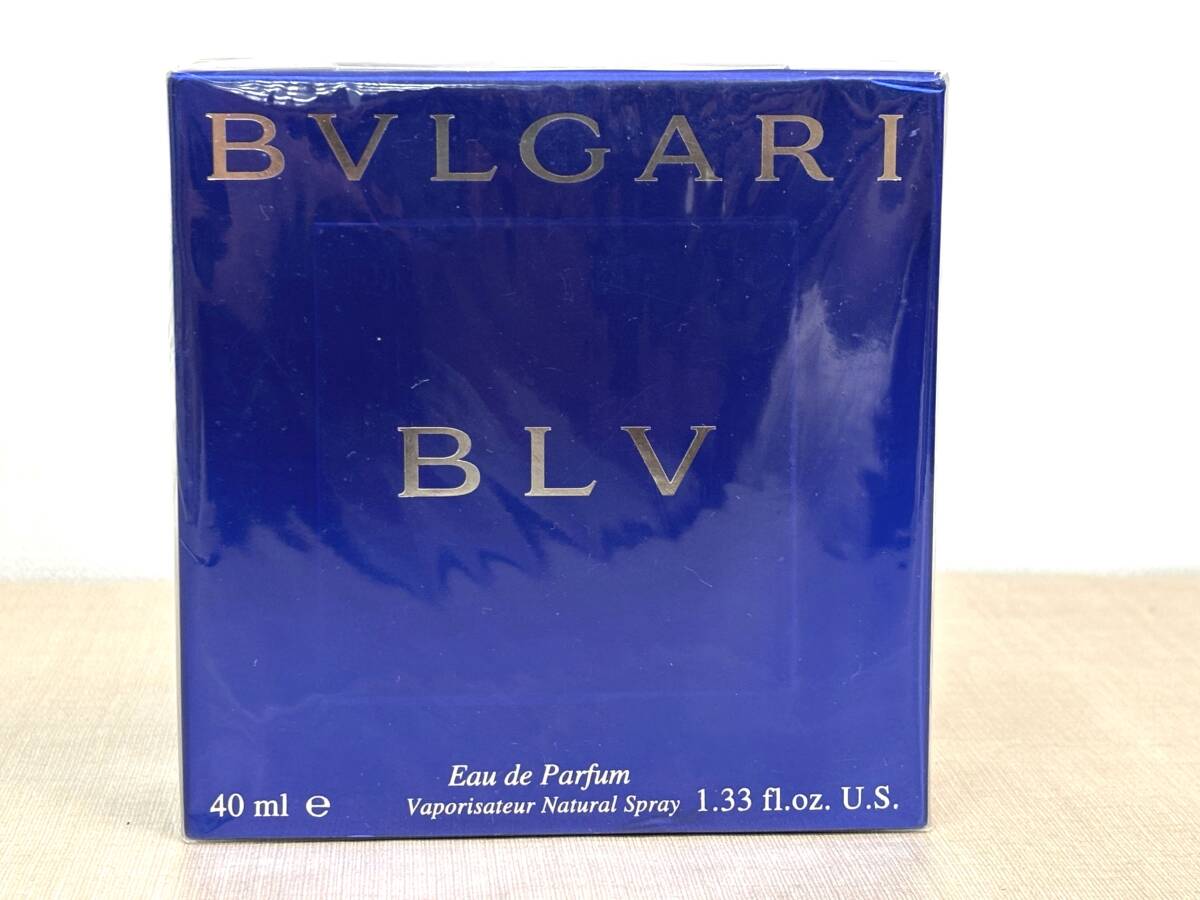 BVLGARI
BLV
Eau de Parfum
40 ml ℮ Vaporisateur Natural Spray 1.33 fl.oz. U.S.